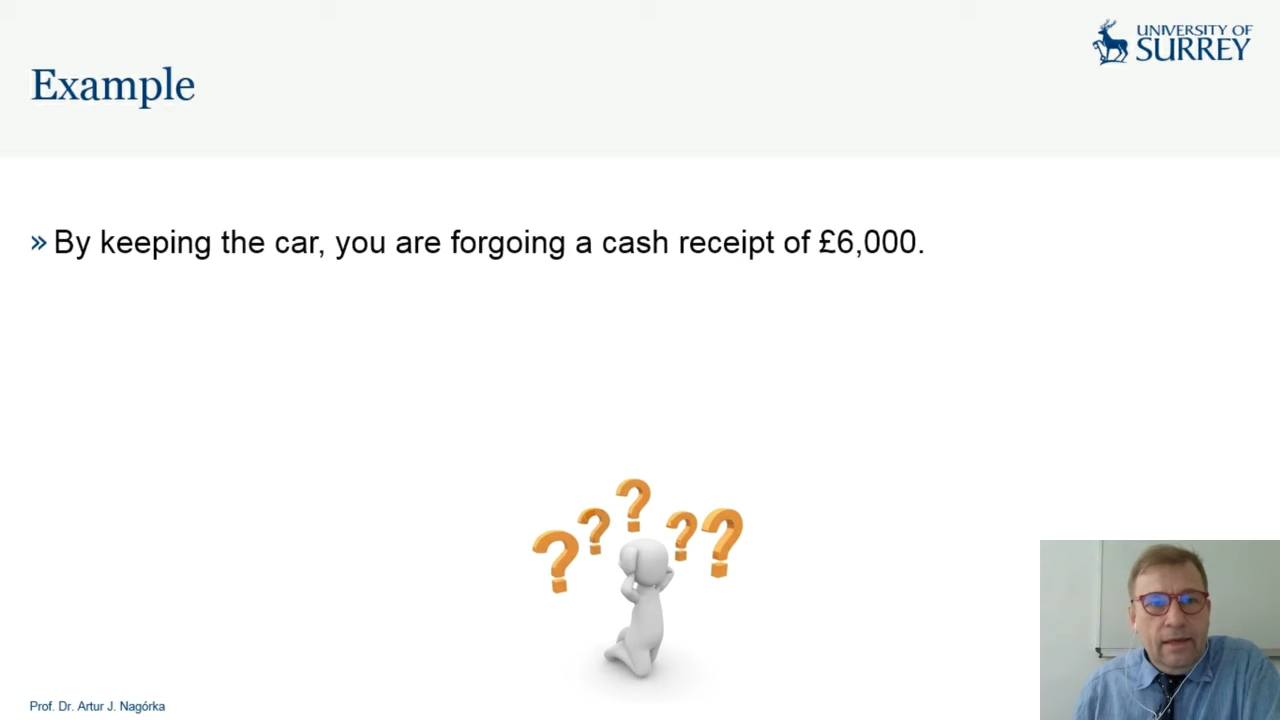 UNIVERSITY OF
SURREY
Example
» By keeping the car, you are forgoing a cash receipt of £6,000.
? ? ? ? ?
Prof. Dr. Artur J. Nagórka